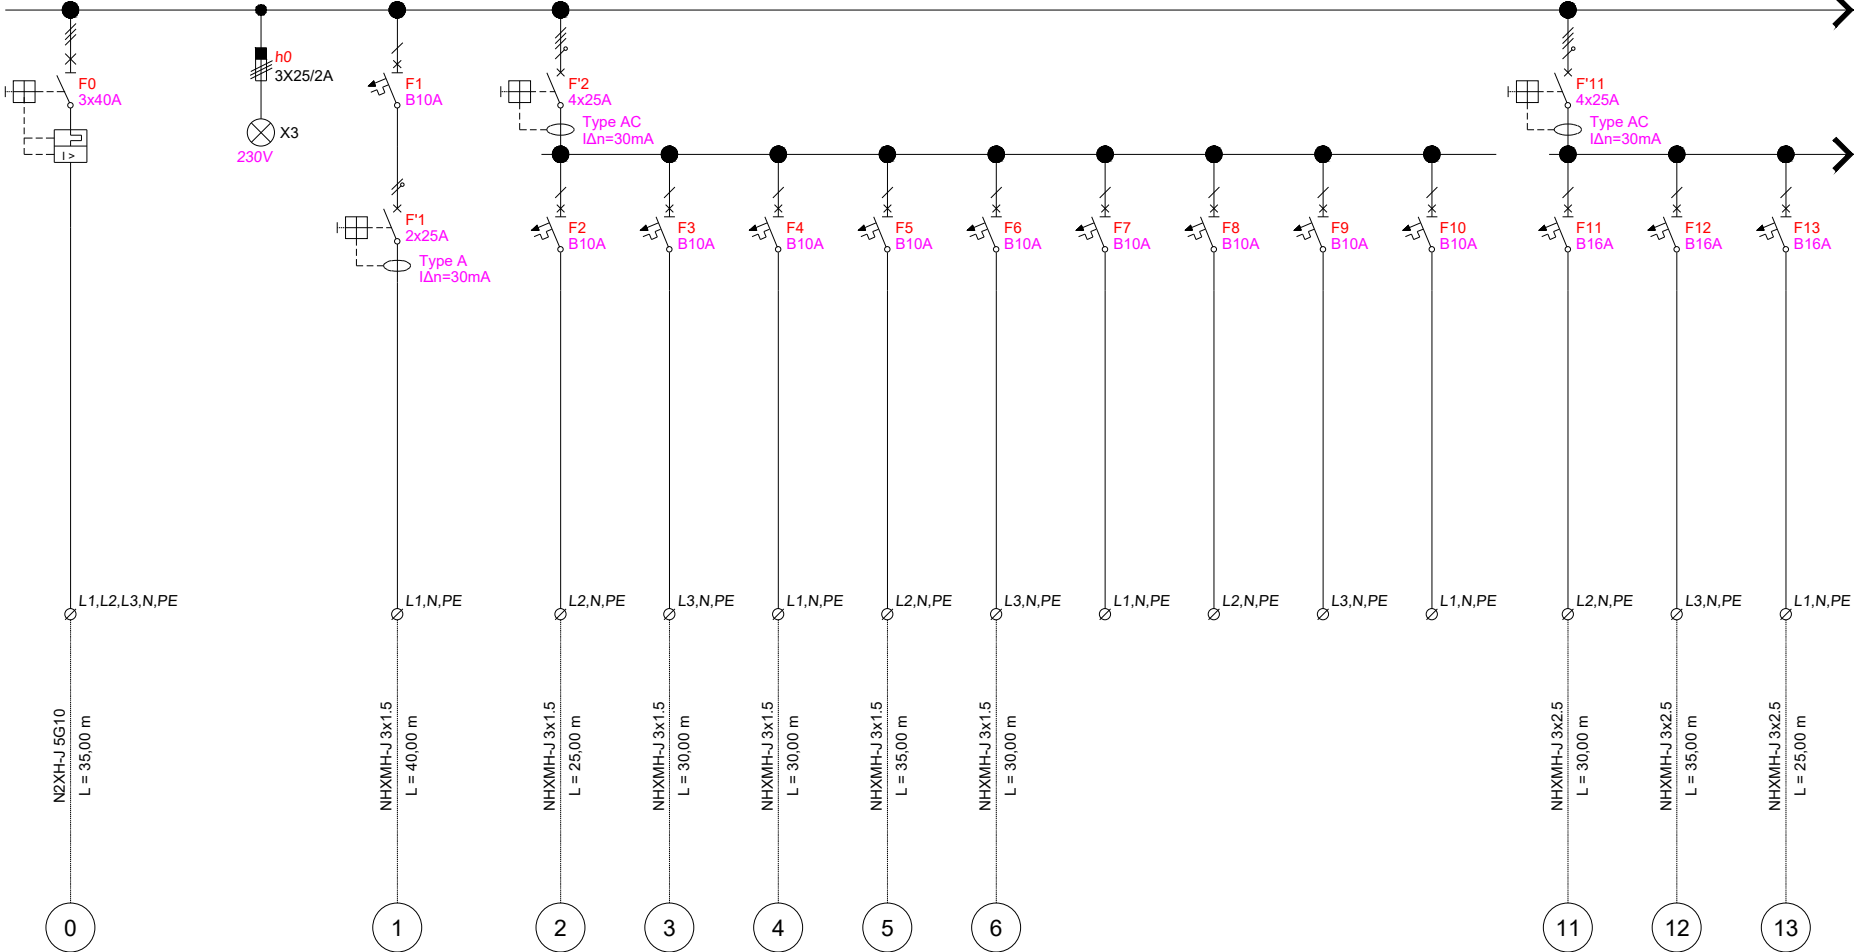 h0
3X25/2A
X3
230V
F0
3x40A
F1
B10A
F'2
4x25A
Type AC
IΔn=30mA
F'11
4x25A
Type AC
IΔn=30mA
I >
F'1
2x25A
Type A
IΔn=30mA
F2
B10A
F3
B10A
F4
B10A
F5
B10A
F6
B10A
F7
B10A
F8
B10A
F9
B10A
F10
B10A
F11
B16A
F12
B16A
F13
B16A
L1,L2,L3,N,PE
L1,N,PE
L2,N,PE
L3,N,PE
L1,N,PE
L2,N,PE
L3,N,PE
L1,N,PE
L2,N,PE
L3,N,PE
L1,N,PE
L2,N,PE
L3,N,PE
L1,N,PE
N2XH-J 5G10
L = 35,00 m
NHXMH-J 3x1.5
L = 40,00 m
NHXMH-J 3x1.5
L = 25,00 m
NHXMH-J 3x1.5
L = 30,00 m
NHXMH-J 3x1.5
L = 30,00 m
NHXMH-J 3x1.5
L = 35,00 m
NHXMH-J 3x1.5
L = 30,00 m
NHXMH-J 3x2.5
L = 30,00 m
NHXMH-J 3x2.5
L = 35,00 m
NHXMH-J 3x2.5
L = 25,00 m
0
1
2
3
4
5
6
11
12
13